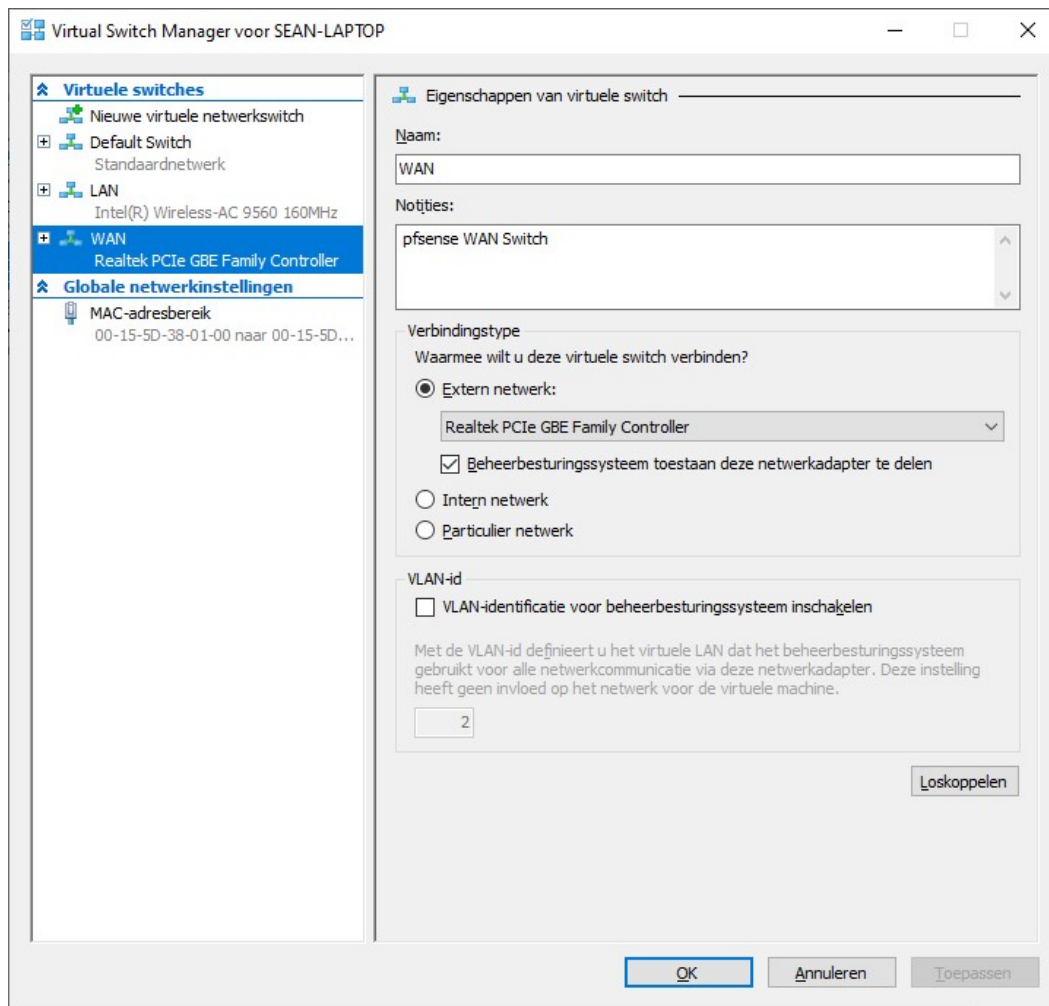 Virtual Switch Manager voor SEAN-LAPTOP
Virtuele switches
Nieuwe virtuele netwerkswitch
Default Switch
Standaardnetwerk
LAN
Intel(R) Wireless-AC 9560 160MHz
WAN
Realtek PCIe GBE Family Controller
Globale netwerkinstellingen
MAC-adresbereik
00-15-5D-38-01-00 naar 00-15-5D...
Eigenschappen van virtuele switch
Naam:
WAN
Notities:
pfsense WAN Switch
Verbindingstype
Waarmee wilt u deze virtuele switch verbinden?
Extern netwerk:
Realtek PCIe GBE Family Controller
Beheerbesturingssysteem toestaan deze netwerkadapter te delen
Intern netwerk
Particulier netwerk
VLAN-id
VLAN-identificatie voor beheerbesturingssysteem inschakelen
Met de VLAN-id definieert u het virtuele LAN dat het beheerbesturingssysteem
gebruikt voor alle netwerkcommunicatie via deze netwerkadapter. Deze instelling
heeft geen invloed op het netwerk voor de virtuele machine.
2
Loskoppelen
OK
Annuleren
Toepassen